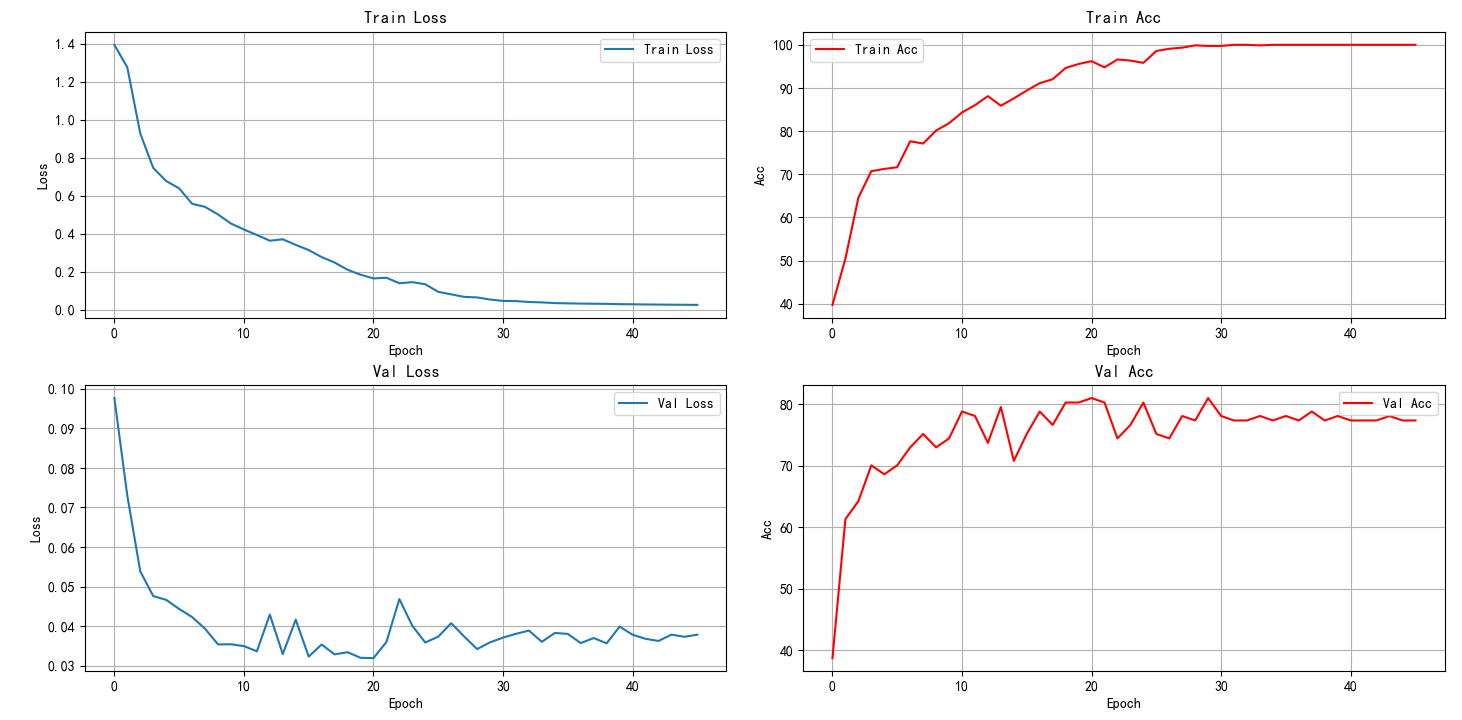 Train Loss
Train Loss
1.4
1.2
1.0
0.8
0.6
0.4
0.2
0.0
Loss
0 10 20 30 40
Epoch
Train Acc
Train Acc
100
90
80
70
60
50
40
Acc
0 10 20 30 40
Epoch
Val Loss
Val Loss
0.10
0.09
0.08
0.07
0.06
0.05
0.04
0.03
Loss
0 10 20 30 40
Epoch
Val Acc
Val Acc
80
70
60
50
40
Acc
0 10 20 30 40
Epoch